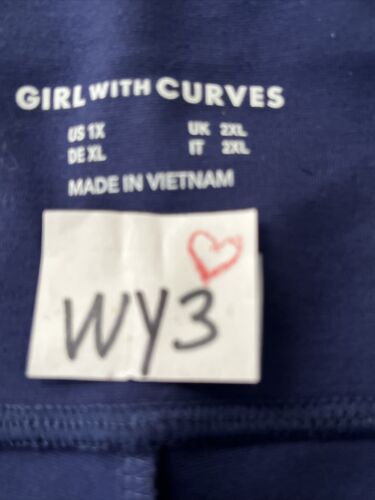 GIRL WITH CURVES
US 1X UK 2XL
DE XL IT 2XL
MADE IN VIETNAM
WY3